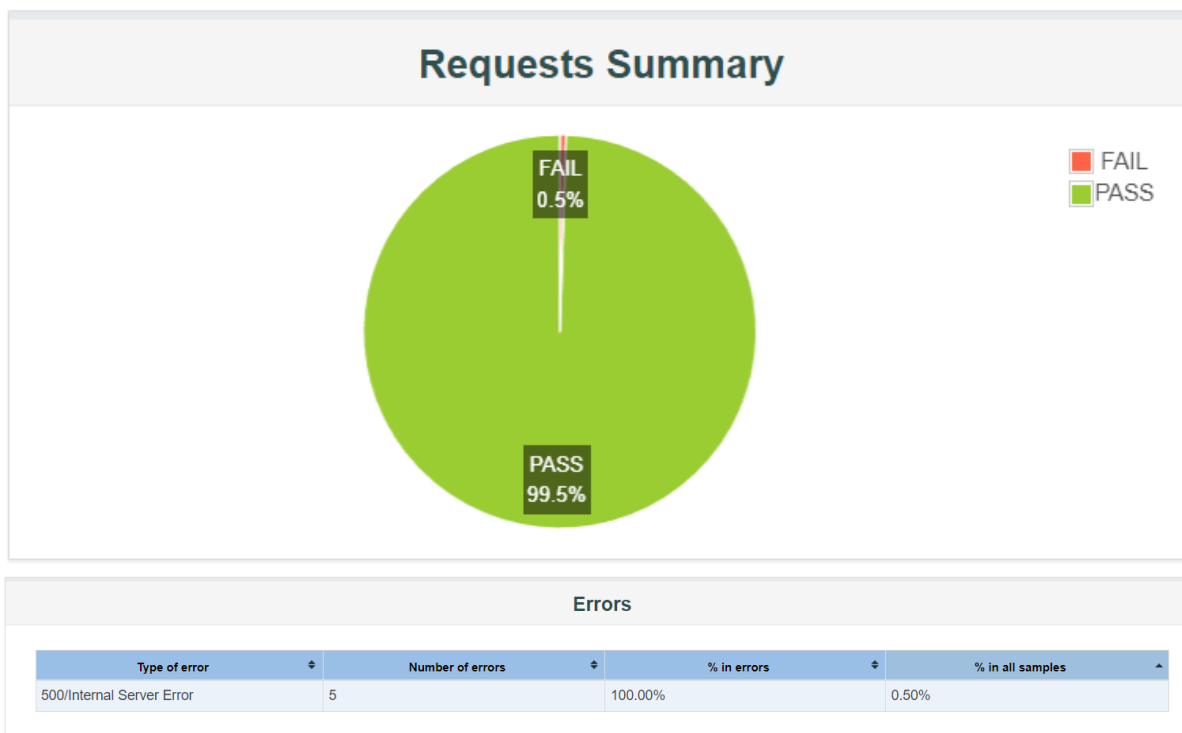 Requests Summary
FAIL
0.5%
FAIL
PASS
PASS
99.5%
Errors
Type of error Number of errors % in errors % in all samples
500/Internal Server Error 5 100.00% 0.50%